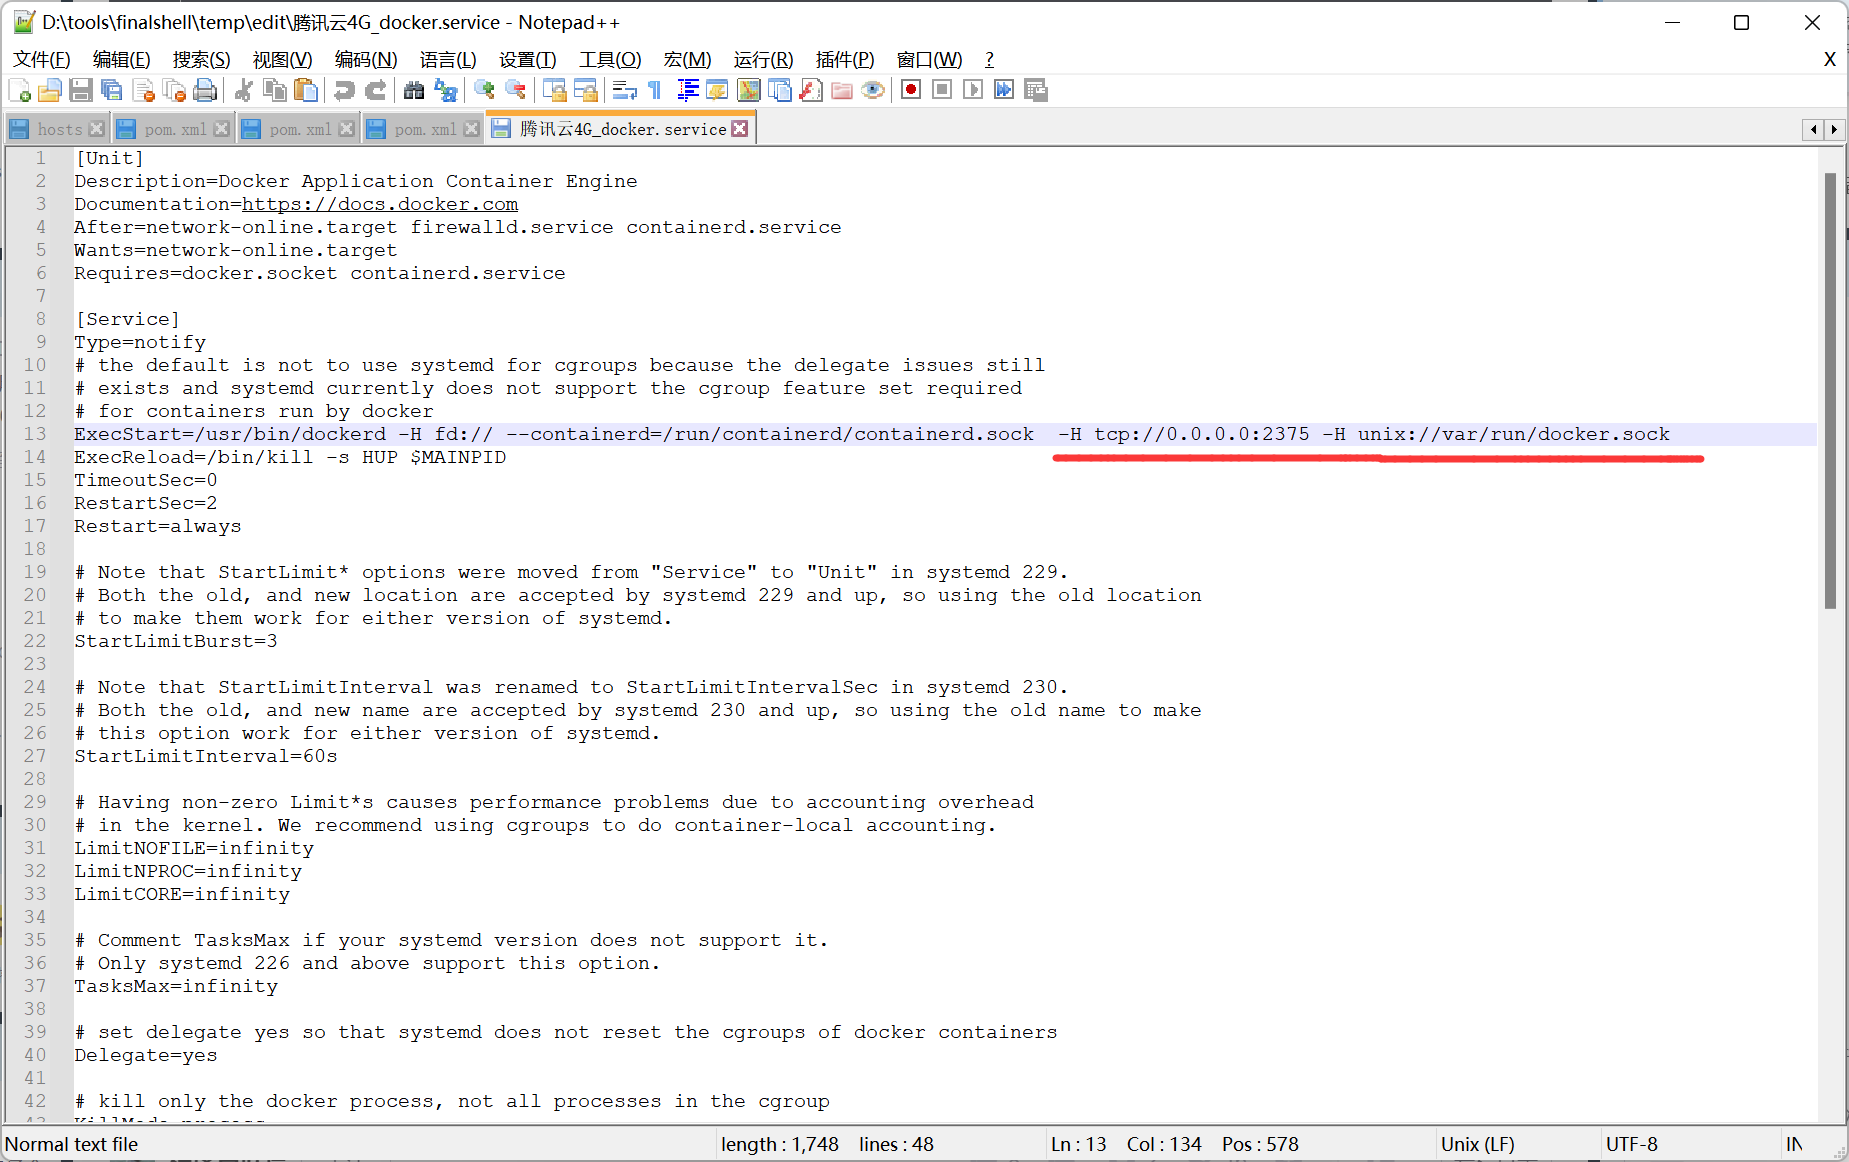 D:\tools\finalshell\temp\edit\腾讯云4G_docker.service - Notepad++
文件(F) 编辑(E) 搜索(S) 视图(V) 编码(N) 语言(L) 设置(T) 工具(O) 宏(M) 运行(R) 插件(P) 窗口(W) ? X
hosts pom.xml pom.xml pom.xml 腾讯云4G_docker.service
1 [Unit]
2 Description=Docker Application Container Engine
3 Documentation=https://docs.docker.com
4 After=network-online.target firewalld.service containerd.service
5 Wants=network-online.target
6 Requires=docker.socket containerd.service
7
8 [Service]
9 Type=notify
10 # the default is not to use systemd for cgroups because the delegate issues still
11 # exists and systemd currently does not support the cgroup feature set required
12 # for containers run by docker
13 ExecStart=/usr/bin/dockerd -H fd:// --containerd=/run/containerd/containerd.sock  -H tcp://0.0.0.0:2375 -H unix://var/run/docker.sock
14 ExecReload=/bin/kill -s HUP $MAINPID
15 TimeoutSec=0
16 RestartSec=2
17 Restart=always
18
19 # Note that StartLimit* options were moved from "Service" to "Unit" in systemd 229.
20 # Both the old, and new location are accepted by systemd 229 and up, so using the old location
21 # to make them work for either version of systemd.
22 StartLimitBurst=3
23
24 # Note that StartLimitInterval was renamed to StartLimitIntervalSec in systemd 230.
25 # Both the old, and new name are accepted by systemd 230 and up, so using the old name to make
26 # this option work for either version of systemd.
27 StartLimitInterval=60s
28
29 # Having non-zero Limit*s causes performance problems due to accounting overhead
30 # in the kernel. We recommend using cgroups to do container-local accounting.
31 LimitNOFILE=infinity
32 LimitNPROC=infinity
33 LimitCORE=infinity
34
35 # Comment TasksMax if your systemd version does not support it.
36 # Only systemd 226 and above support this option.
37 TasksMax=infinity
38
39 # set delegate yes so that systemd does not reset the cgroups of docker containers
40 Delegate=yes
41
42 # kill only the docker process, not all processes in the cgroup
Normal text file length : 1,748 lines : 48 Ln : 13 Col : 134 Pos : 578 Unix (LF) UTF-8 IN